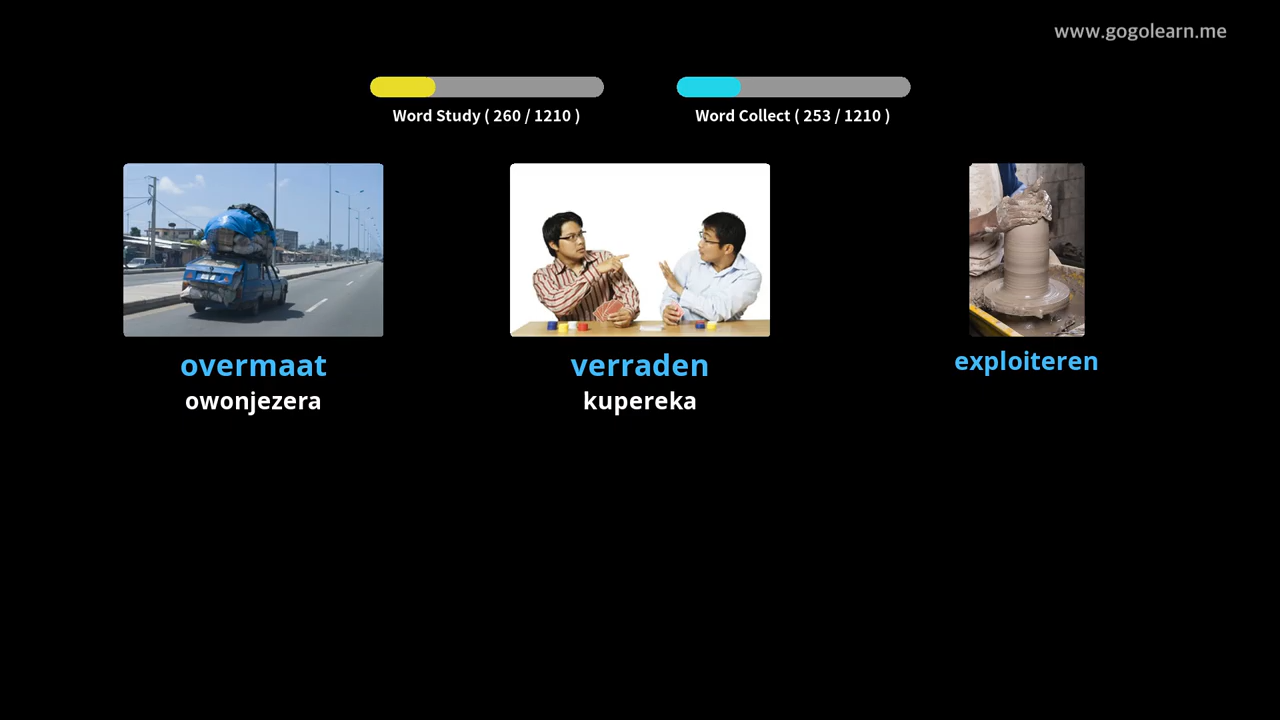 www.gogolearn.me
Word Study ( 260 / 1210 )
Word Collect ( 253 / 1210 )
overmaat
owonjezera
verraden
kupereka
exploiteren